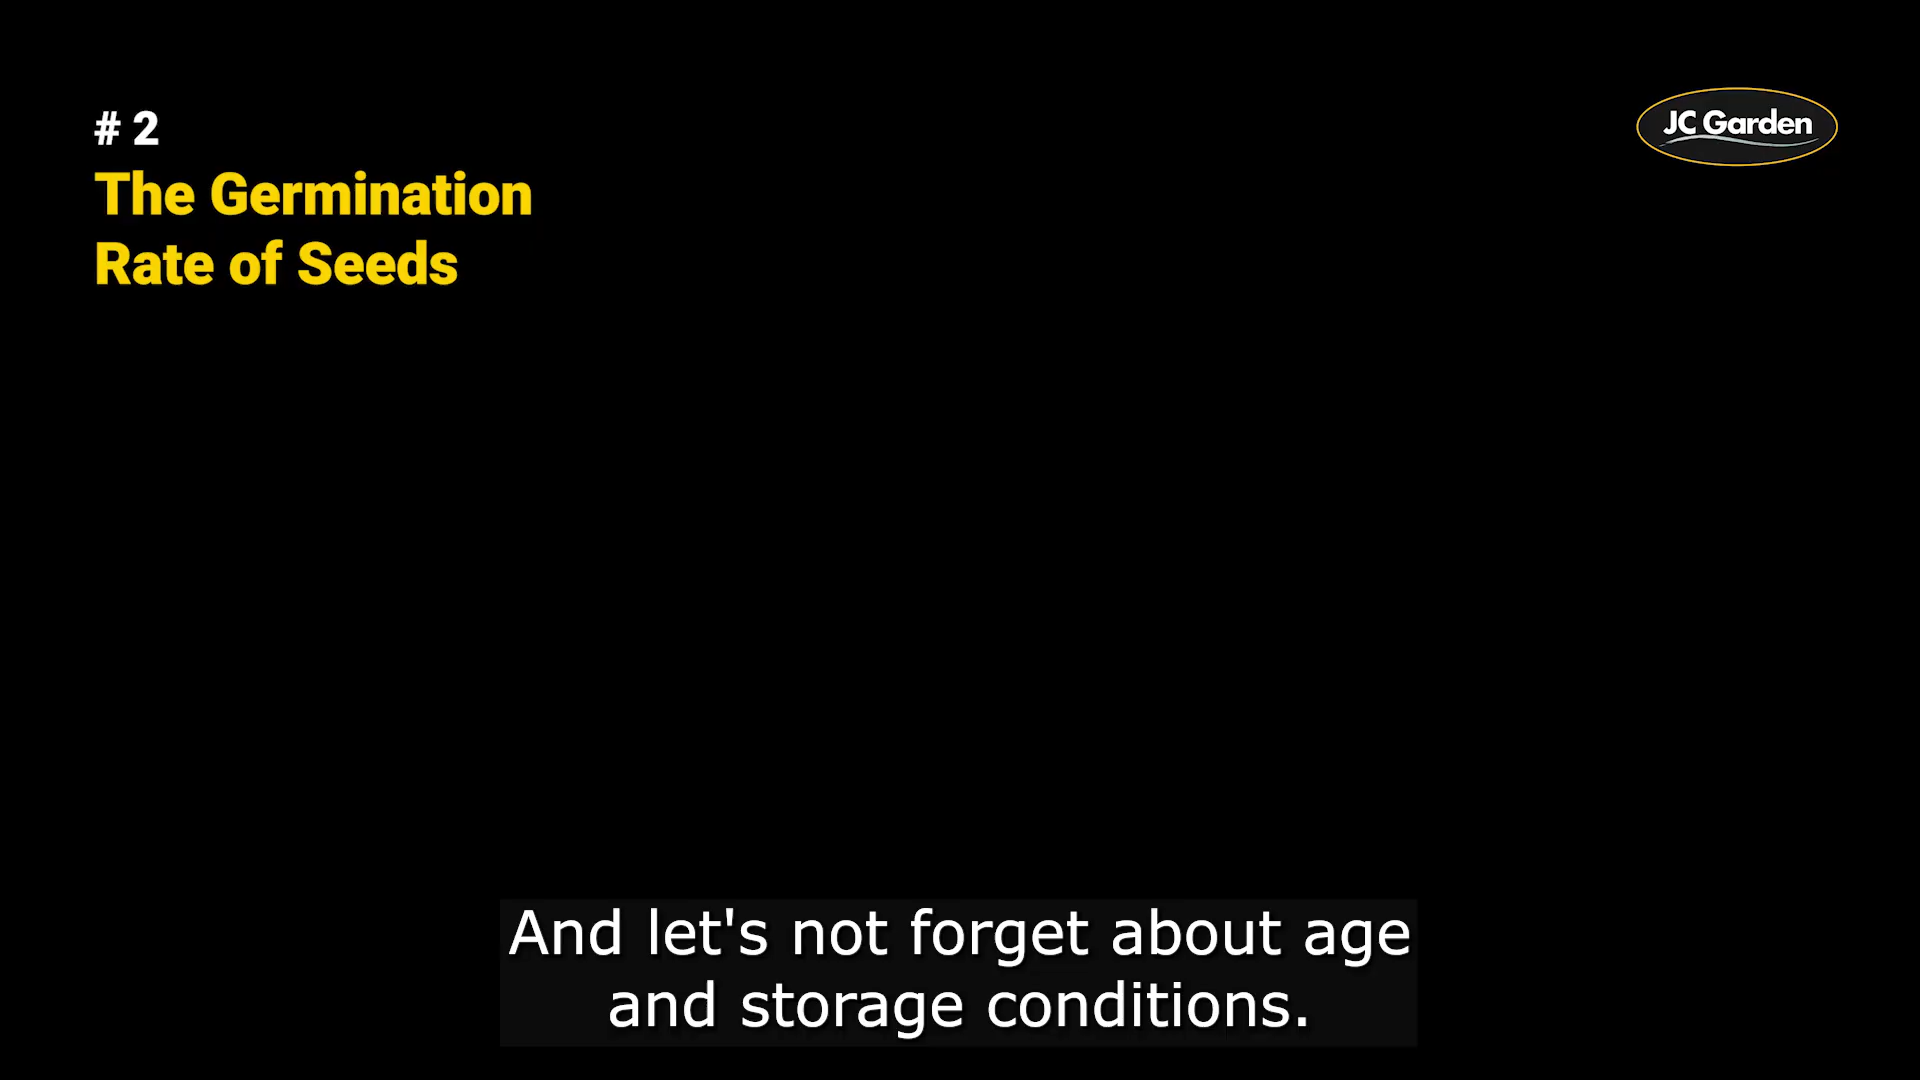 # 2
The Germination
Rate of Seeds
JC Garden
And let's not forget about age
and storage conditions.